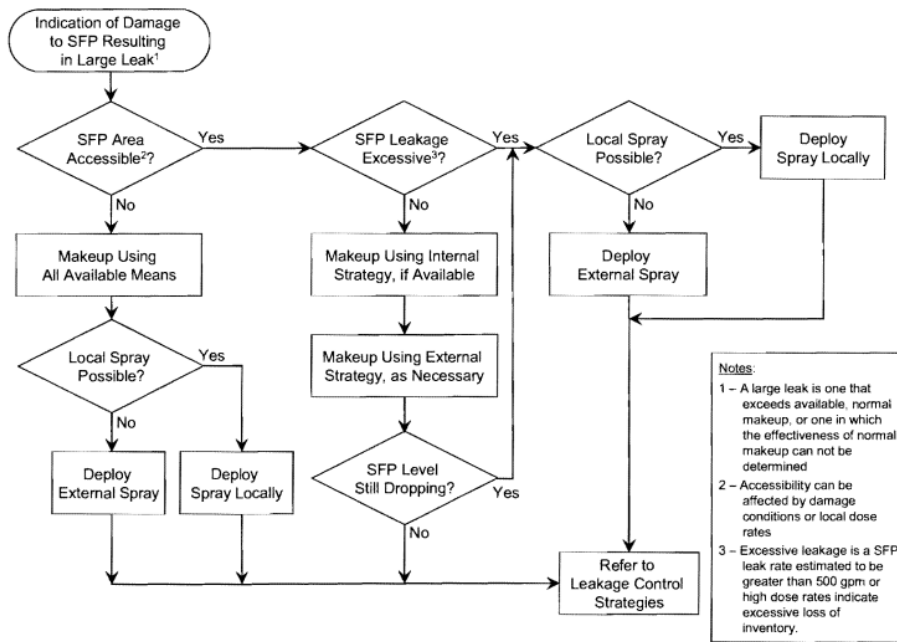 Indication of Damage
to SFP Resulting
in Large Leak¹
SFP Area
Accessible²?
Yes
No
SFP Leakage
Excessive³?
Yes
No
Local Spray
Possible?
Yes
No
Deploy
Spray Locally
Makeup Using
All Available Means
Makeup Using Internal
Strategy, if Available
Deploy
External Spray
Local Spray
Possible?
Yes
No
Makeup Using External
Strategy, as Necessary
Deploy
External Spray
Deploy
Spray Locally
SFP Level
Still Dropping?
Yes
No
Refer to
Leakage Control
Strategies
Notes:
1 – A large leak is one that
exceeds available, normal
makeup, or one in which
the effectiveness of normal
makeup can not be
determined
2 – Accessibility can be
affected by damage
conditions or local dose
rates
3 – Excessive leakage is a SFP
leak rate estimated to be
greater than 500 gpm or
high dose rates indicate
excessive loss of
inventory.